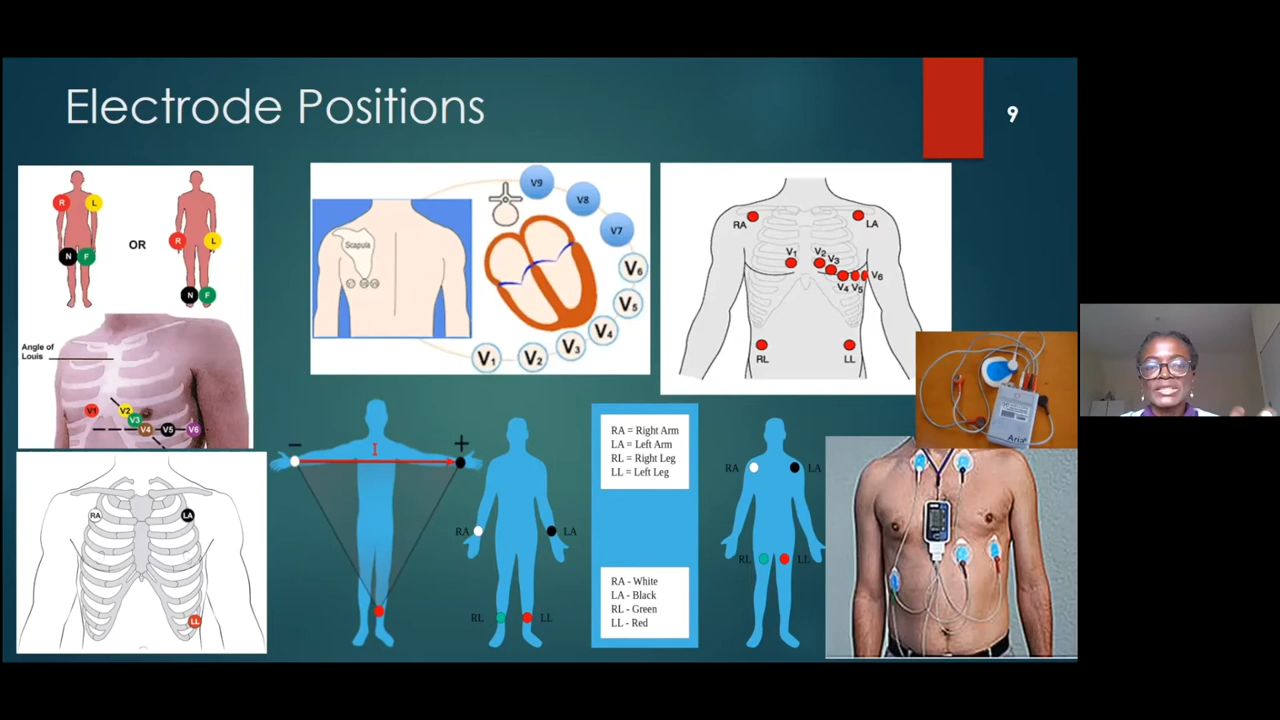 Electrode Positions
9
R
L
N
F
OR
R
L
N
F
Angle of
Louis
V1
V2
V3
V4
V5
V6
Scapula
V9
V8
V7
V6
V5
V4
V3
V2
V1
RA
LA
V1
V2
V3
V4
V5
V6
RL
LL
RA
LA
LL
−
I
+
RA
LA
RL
LL
RA = Right Arm
LA = Left Arm
RL = Right Leg
LL = Left Leg
RA - White
LA - Black
RL - Green
LL - Red
RA
LA
RL
LL
Aria